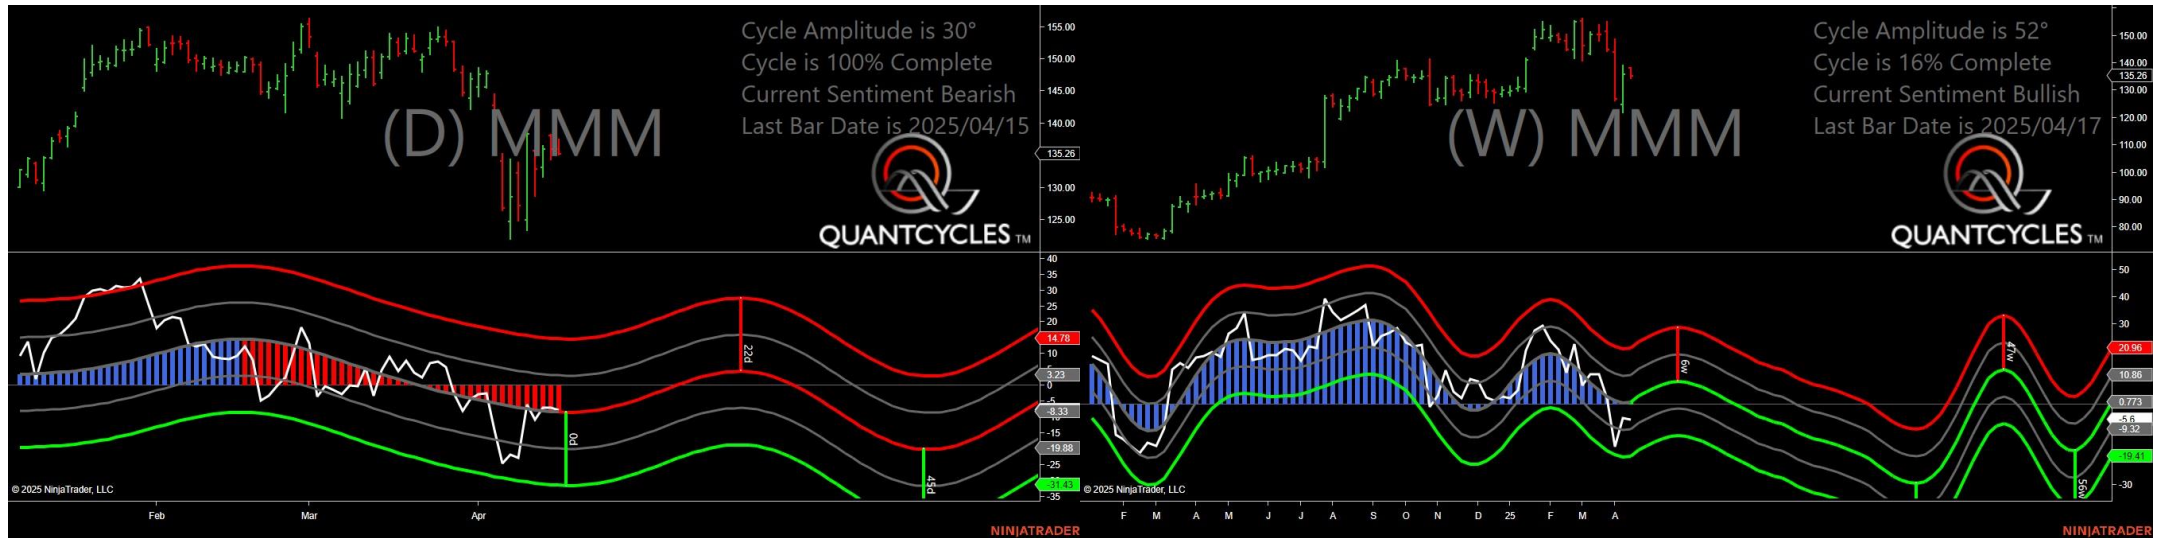 Cycle Amplitude is 30°
Cycle is 100% Complete
Current Sentiment Bearish
Last Bar Date is 2025/04/15
(D) MMM
QUANTCYCLES TM
155.00
150.00
145.00
140.00
135.26
130.00
125.00
40
35
30
25
20
14.78
10
3.23
0
-5
-8.33
-15
-19.88
-25
-31.43
-35
22d
0d
45d
© 2025 NinjaTrader, LLC
Feb
Mar
Apr
NINJATRADER
Cycle Amplitude is 52°
Cycle is 16% Complete
Current Sentiment Bullish
Last Bar Date is 2025/04/17
(W) MMM
QUANTCYCLES TM
150.00
140.00
135.26
130.00
120.00
110.00
100.00
90.00
80.00
50
40
30
20.96
10.86
0.773
-5.6
-9.32
-19.41
-30
6w
47w
56w
© 2025 NinjaTrader, LLC
F M A M J J A S O N D 25 F M A
NINJATRADER